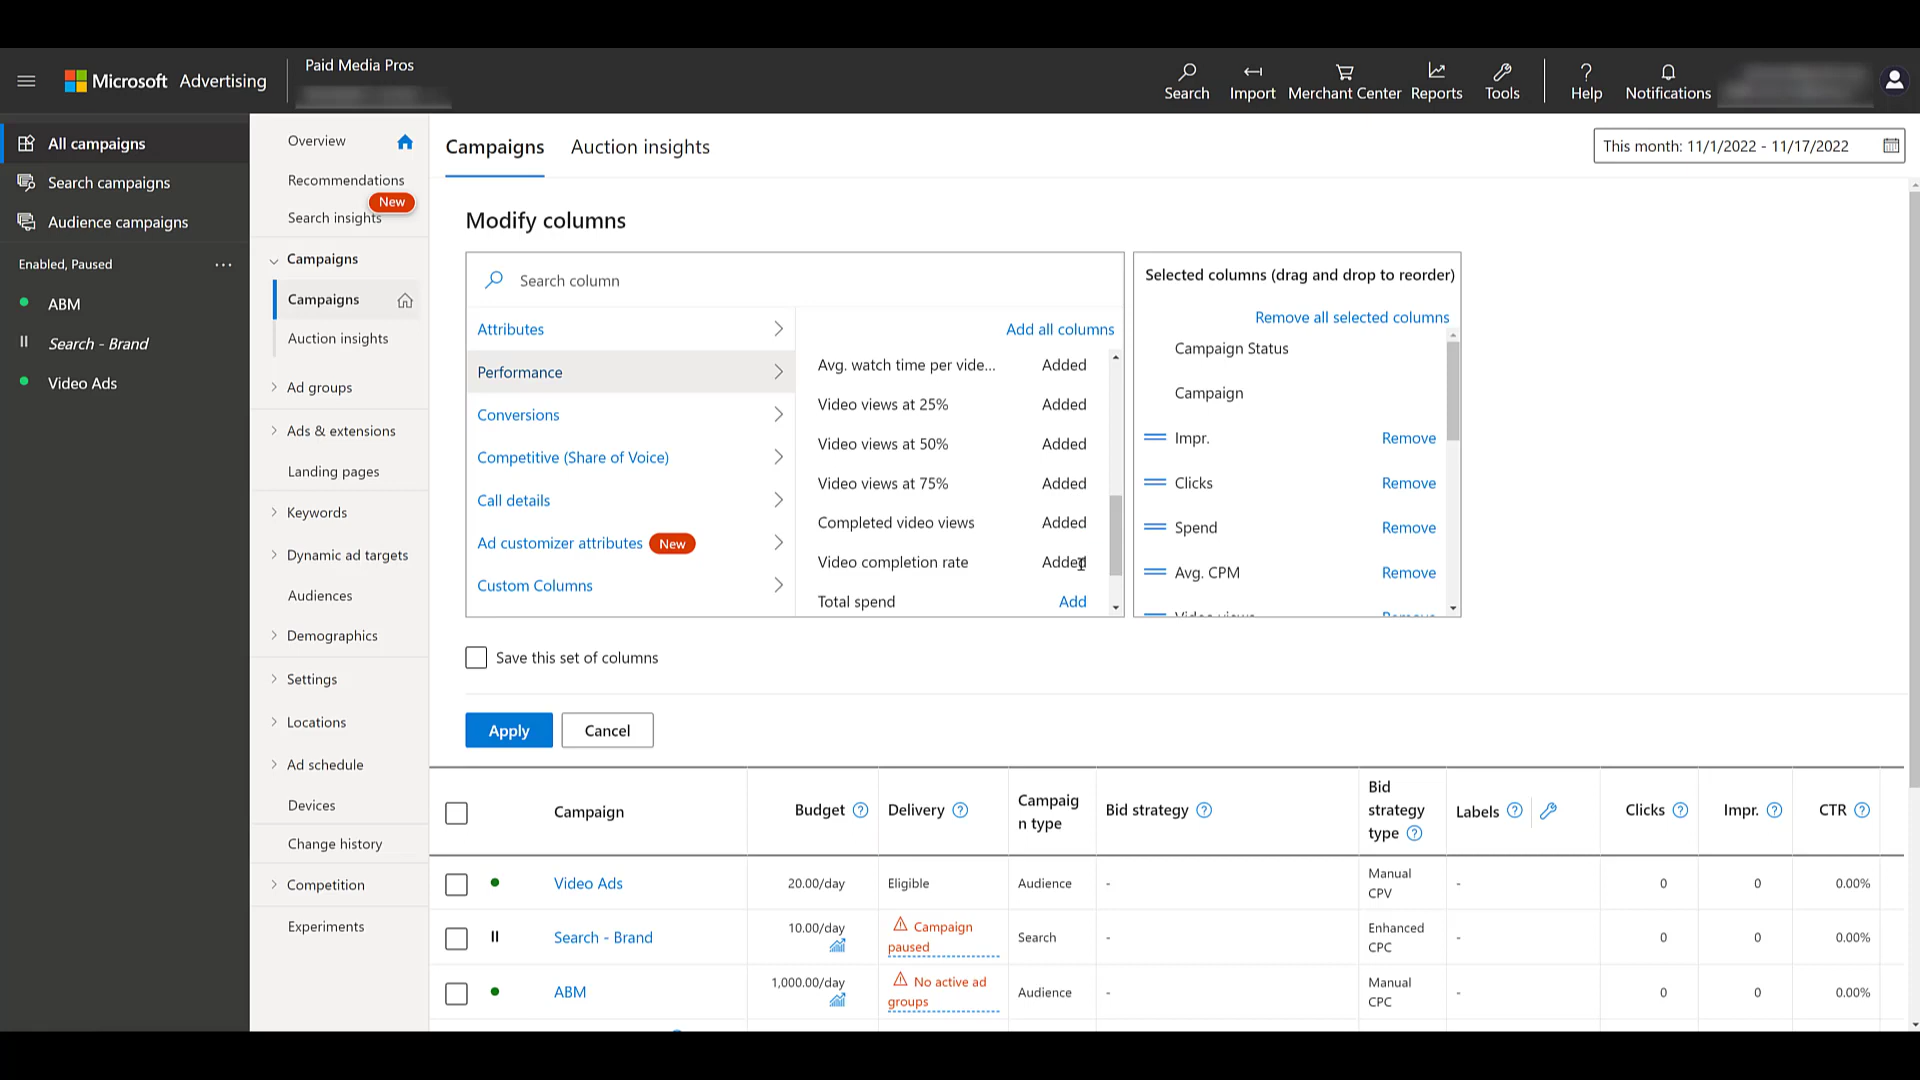 Microsoft Advertising
Paid Media Pros
Search
Import
Merchant Center
Reports
Tools
Help
Notifications
All campaigns
Search campaigns
Audience campaigns
Enabled, Paused
ABM
Search - Brand
Video Ads
Overview
Recommendations
New
Search insights
Campaigns
Campaigns
Auction insights
Ad groups
Ads & extensions
Landing pages
Keywords
Dynamic ad targets
Audiences
Demographics
Settings
Locations
Ad schedule
Devices
Change history
Competition
Experiments
Campaigns
Auction insights
This month: 11/1/2022 - 11/17/2022
Modify columns
Search column
Attributes
Performance
Conversions
Competitive (Share of Voice)
Call details
Ad customizer attributes New
Custom Columns
Add all columns
Avg. watch time per vide... Added
Video views at 25% Added
Video views at 50% Added
Video views at 75% Added
Completed video views Added
Video completion rate Added
Total spend Add
Selected columns (drag and drop to reorder)
Remove all selected columns
Campaign Status
Campaign
Impr. Remove
Clicks Remove
Spend Remove
Avg. CPM Remove
Video views Remove
Save this set of columns
Apply
Cancel
Campaign
Budget
Delivery
Campaig
n type
Bid strategy
Bid
strategy
type
Labels
Clicks
Impr.
CTR
Video Ads
20.00/day
Eligible
Audience
-
Manual
CPV
-
0
0
0.00%
Search - Brand
10.00/day
Campaign
paused
Search
-
Enhanced
CPC
-
0
0
0.00%
ABM
1,000.00/day
No active ad
groups
Audience
-
Manual
CPC
-
0
0
0.00%